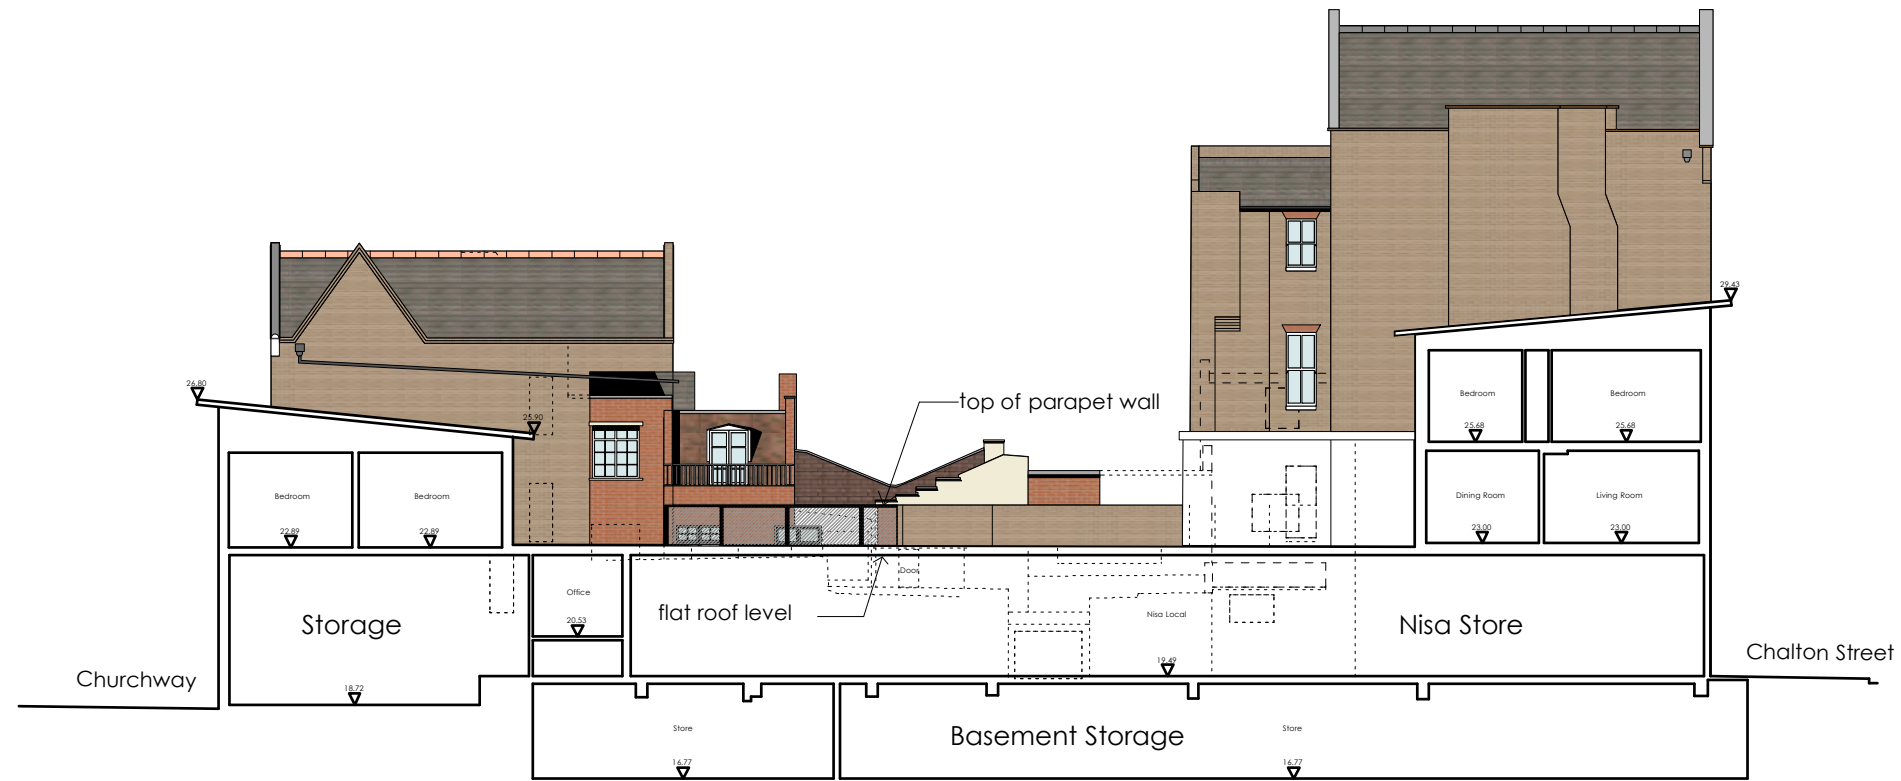 29.43
26.80
Bedroom
Bedroom
top of parapet wall
25.90
25.68
25.68
Bedroom
Bedroom
Dining Room
Living Room
22.89
22.89
23.00
23.00
Door
Office
flat roof level
Nisa Local
Storage
20.53
Nisa Store
Chalton Street
19.49
Churchway
18.72
Store
Basement Storage
Store
16.77
16.77